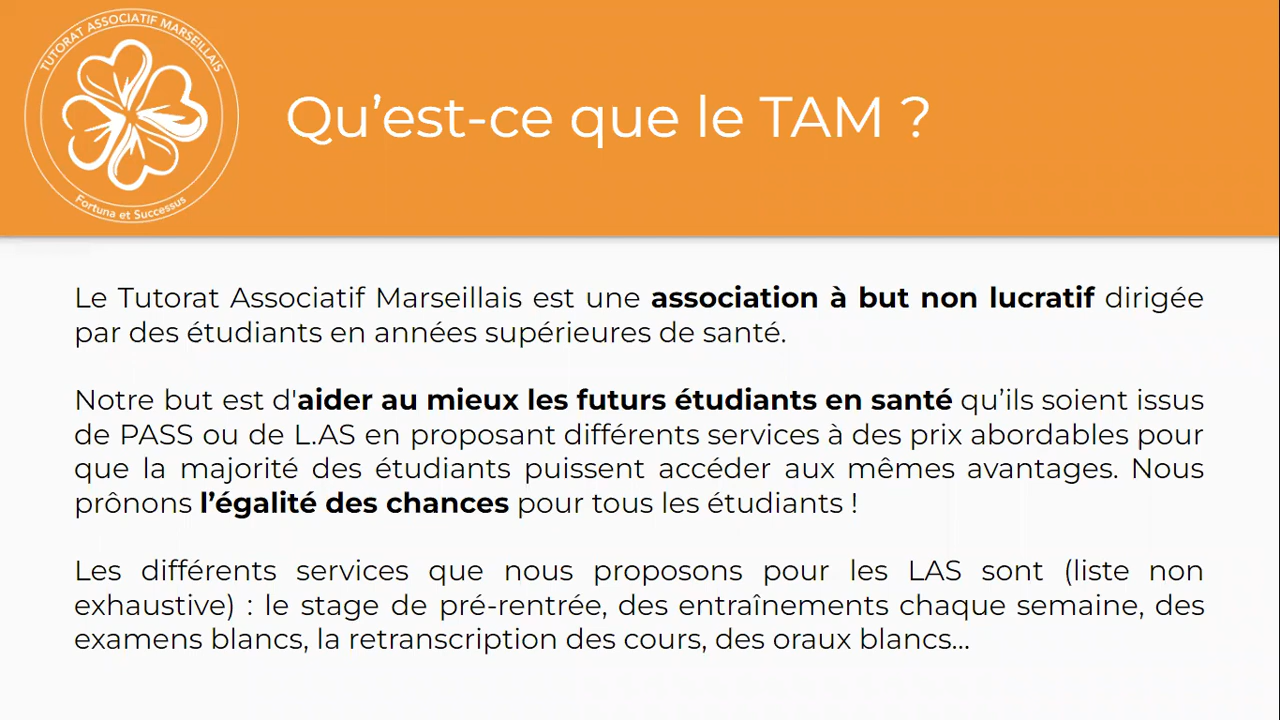 TUTORAT ASSOCIATIF MARSEILLAIS
Fortuna et Successus
Qu’est-ce que le TAM ?
Le Tutorat Associatif Marseillais est une association à but non lucratif dirigée
par des étudiants en années supérieures de santé.
Notre but est d'aider au mieux les futurs étudiants en santé qu’ils soient issus
de PASS ou de L.AS en proposant différents services à des prix abordables pour
que la majorité des étudiants puissent accéder aux mêmes avantages. Nous
prônons l’égalité des chances pour tous les étudiants !
Les différents services que nous proposons pour les LAS sont (liste non
exhaustive) : le stage de pré-rentrée, des entraînements chaque semaine, des
examens blancs, la retranscription des cours, des oraux blancs...